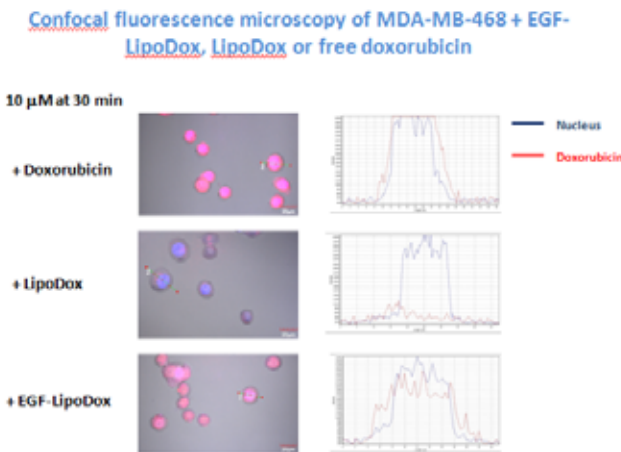 Confocal fluorescence microscopy of MDA-MB-468 + EGF-
LipoDox, LipoDox or free doxorubicin
10 µM at 30 min
+ Doxorubicin
Nucleus
Doxorubicin
+ LipoDox
+ EGF-LipoDox